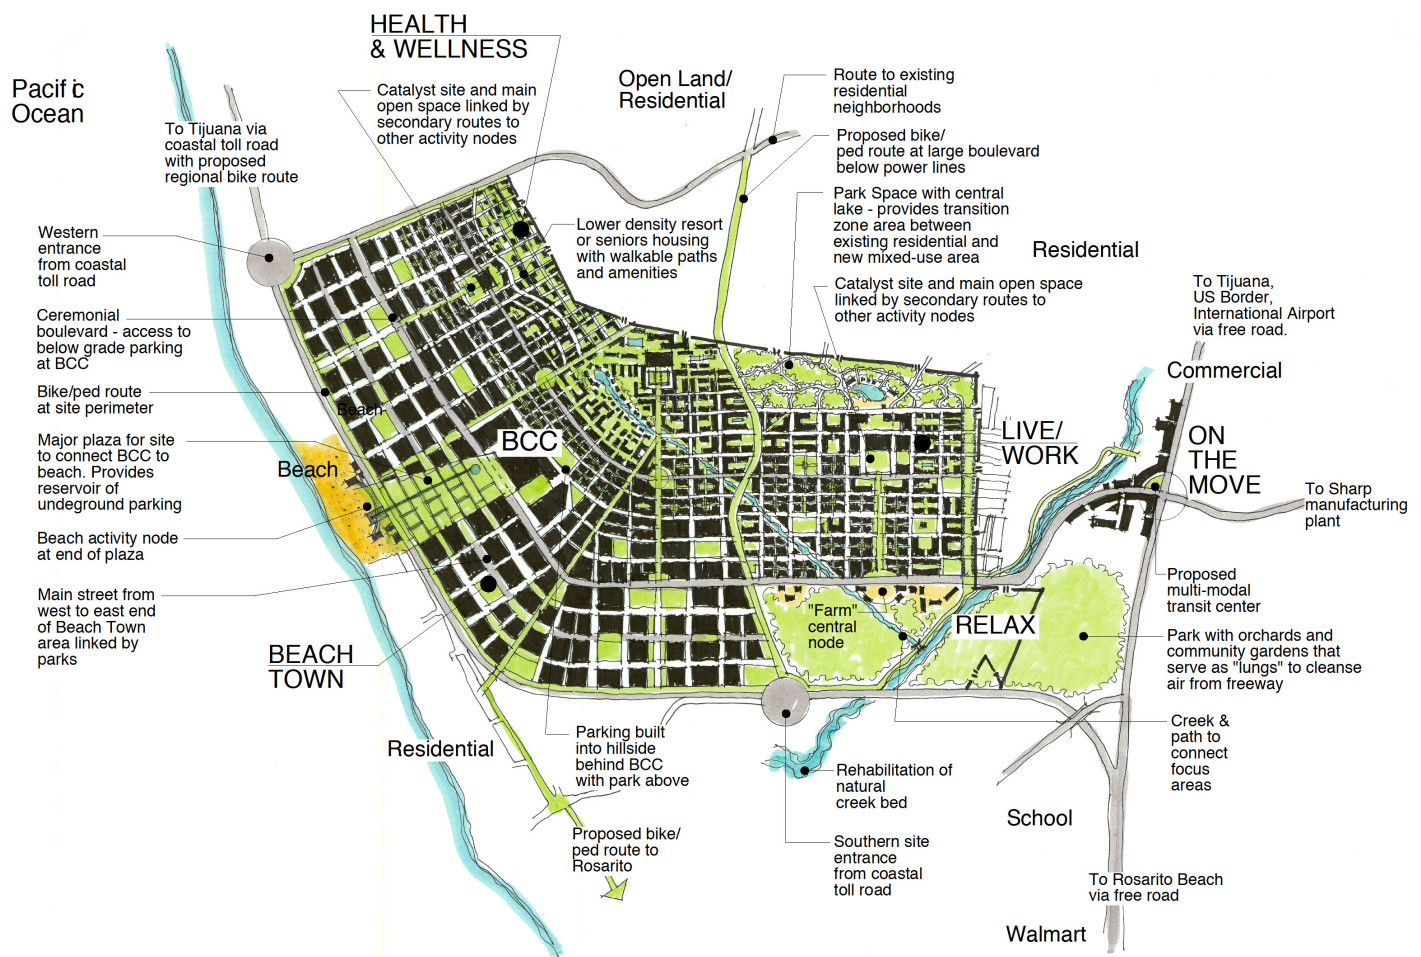 HEALTH
& WELLNESS
Pacific
Ocean
Catalyst site and main
open space linked by
secondary routes to
other activity nodes
Open Land/
Residential
Route to existing
residential
neighborhoods
To Tijuana via
coastal toll road
with proposed
regional bike route
Proposed bike/
ped route at large boulevard
below power lines
Park Space with central
lake - provides transition
zone area between
existing residential and
new mixed-use area
Residential
Western
entrance
from coastal
toll road
Lower density resort
or seniors housing
with walkable paths
and amenities
Catalyst site and main open space
linked by secondary routes to
other activity nodes
To Tijuana,
US Border,
International Airport
via free road.
Ceremonial
boulevard - access to
below grade parking
at BCC
Commercial
Bike/ped route
at site perimeter
Beach
Major plaza for site
to connect BCC to
beach. Provides
reservoir of
undeground parking
Beach
BCC
LIVE/
WORK
ON
THE
MOVE
To Sharp
manufacturing
plant
Beach activity node
at end of plaza
Main street from
west to east end
of Beach Town
area linked by
parks
"Farm"
central
node
RELAX
Proposed
multi-modal
transit center
Park with orchards and
community gardens that
serve as "lungs" to cleanse
air from freeway
BEACH
TOWN
Residential
Parking built
into hillside
behind BCC
with park above
Creek &
path to
connect
focus
areas
Rehabilitation of
natural
creek bed
School
Proposed bike/
ped route to
Rosarito
Southern site
entrance
from coastal
toll road
To Rosarito Beach
via free road
Walmart